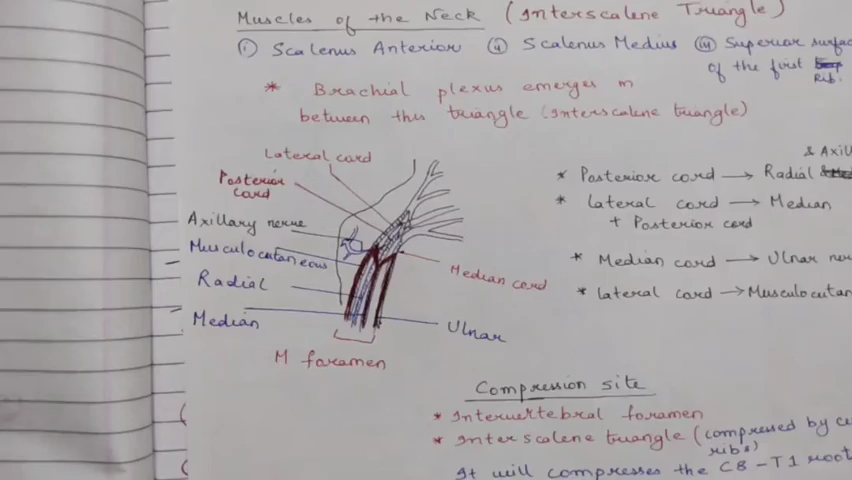 Muscles of the Neck (Interscalene Triangle)
(i) Scalenus Anterior (ii) Scalenus Medius (iii) Superior surfac
of the first
Rib.
* Brachial plexus emerges in
between this triangle (Interscalene triangle)
Lateral cord
Posterior
cord
Axillary nerve
Musculocutaneous
Radial
Median
M foramen
Median cord
Ulnar
& Axill
* Posterior cord → Radial
* Lateral cord → Median
+ Posterior cord
* Median cord → Ulnar ner
* Lateral cord → Musculocutan
Compression site
* Intervertebral foramen
* Interscalene triangle (compressed by ce
ribs)
It will compresses the C8-T1 root